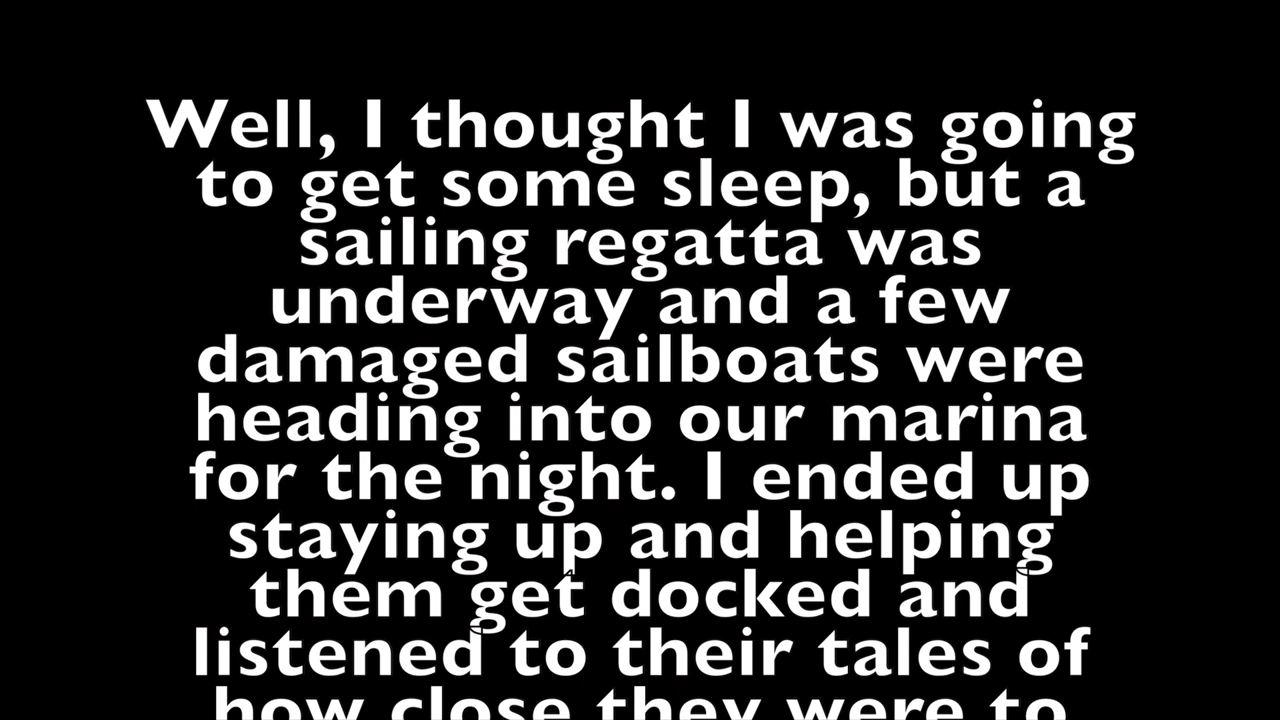 Well, I thought I was going
to get some sleep, but a
sailing regatta was
underway and a few
damaged sailboats were
heading into our marina
for the night. I ended up
staying up and helping
them get docked and
listened to their tales of
how close they were to